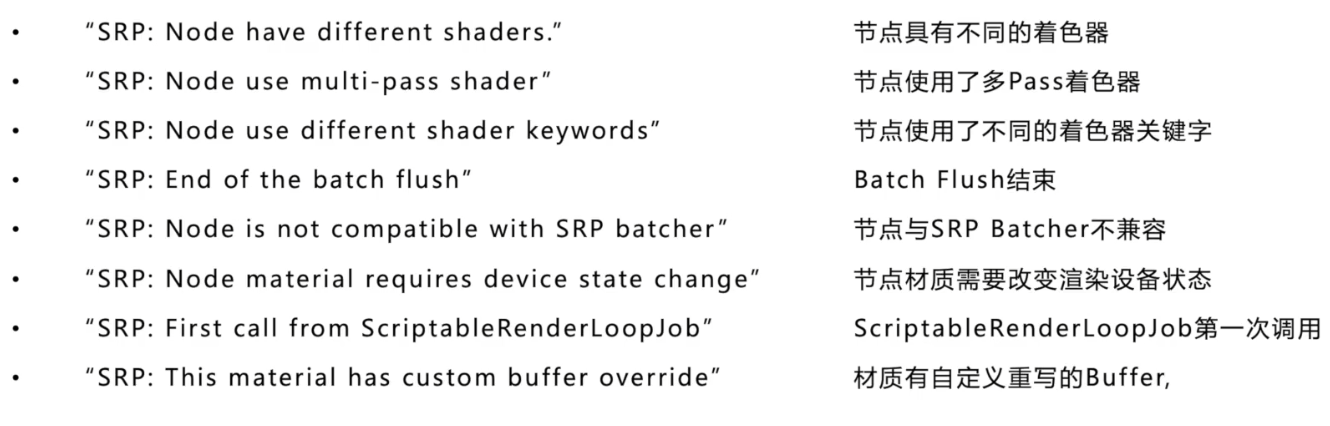 • “SRP: Node have different shaders.” 节点具有不同的着色器
• “SRP: Node use multi-pass shader” 节点使用了多Pass着色器
• “SRP: Node use different shader keywords” 节点使用了不同的着色器关键字
• “SRP: End of the batch flush” Batch Flush结束
• “SRP: Node is not compatible with SRP batcher” 节点与SRP Batcher不兼容
• “SRP: Node material requires device state change” 节点材质需要改变渲染设备状态
• “SRP: First call from ScriptableRenderLoopJob” ScriptableRenderLoopJob第一次调用
• “SRP: This material has custom buffer override” 材质有自定义重写的Buffer,